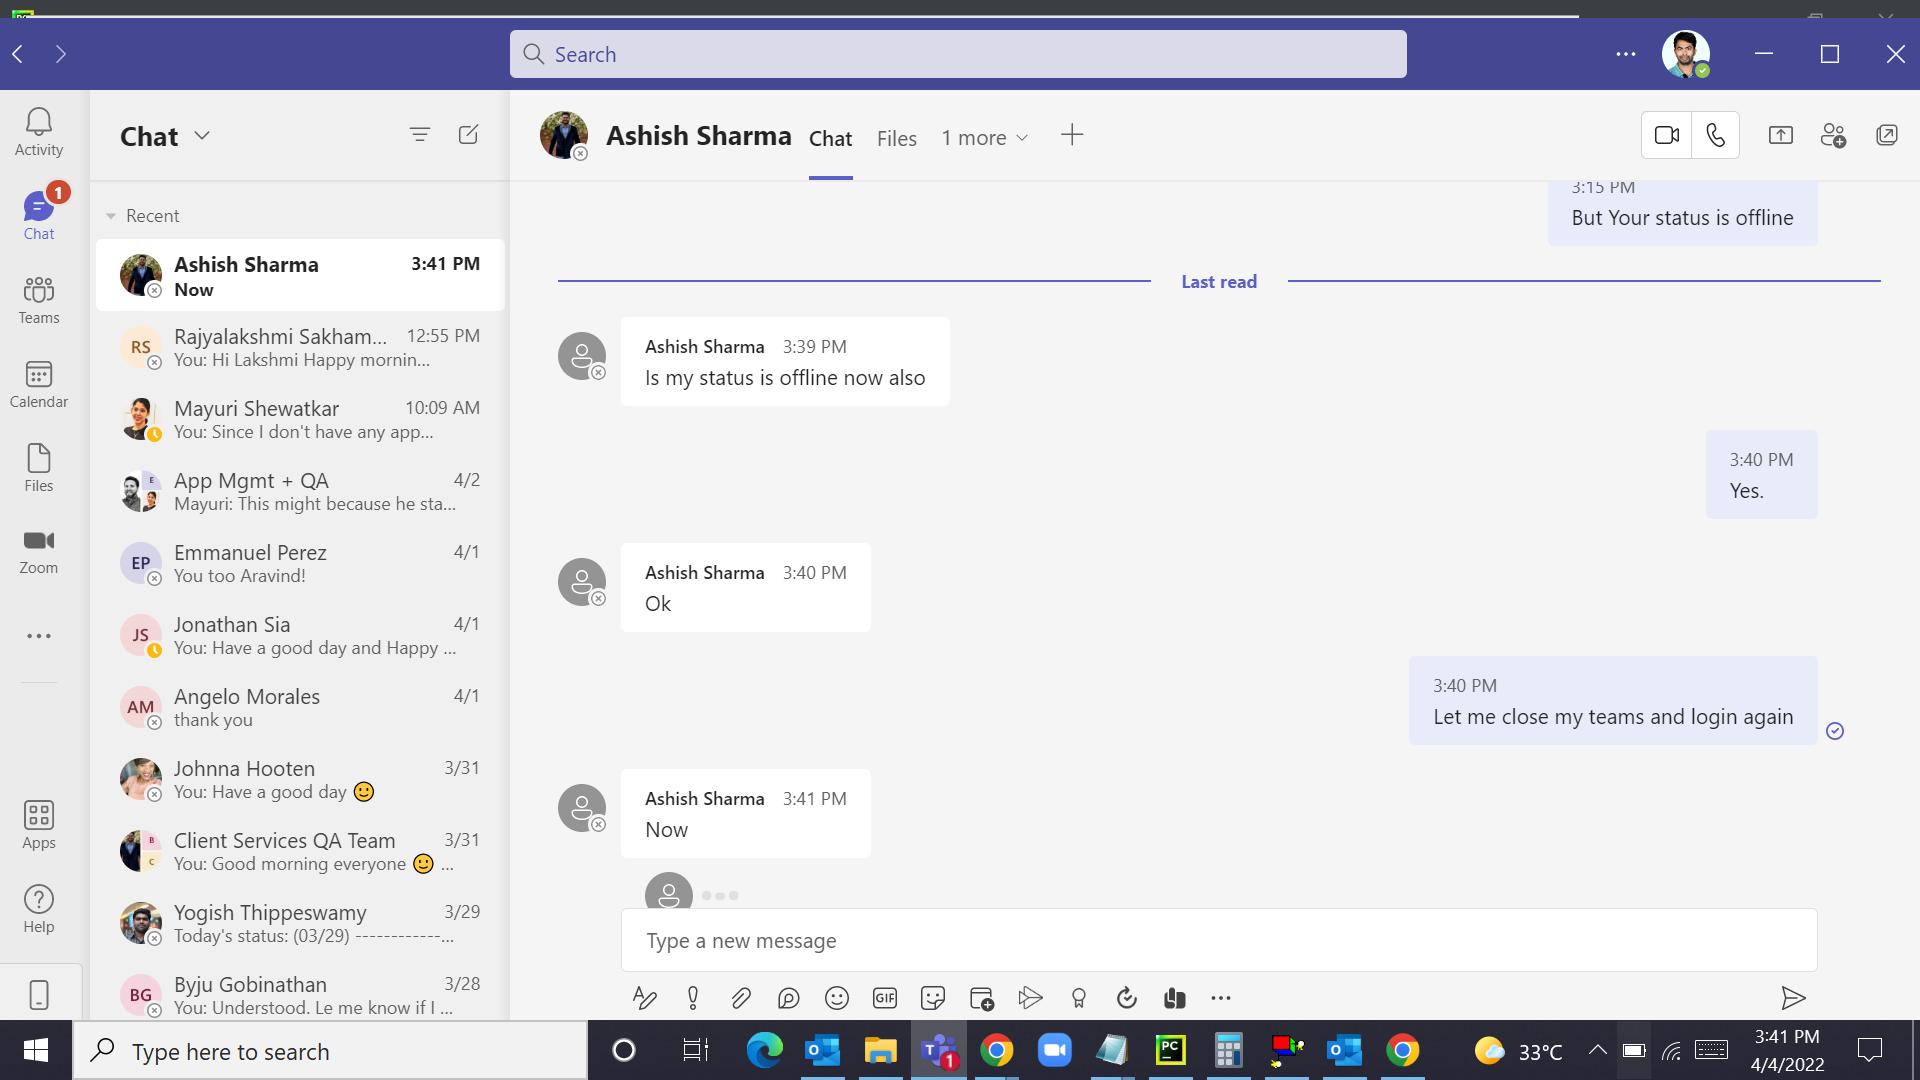 Search
Activity
1
Chat
Teams
Calendar
Files
Zoom
Apps
Help
Chat
Recent
Ashish Sharma 3:41 PM
Now
RS Rajyalakshmi Sakham... 12:55 PM
You: Hi Lakshmi Happy mornin...
Mayuri Shewatkar 10:09 AM
You: Since I don't have any app...
E
App Mgmt + QA 4/2
Mayuri: This might because he sta...
EP Emmanuel Perez 4/1
You too Aravind!
JS Jonathan Sia 4/1
You: Have a good day and Happy ...
AM Angelo Morales 4/1
thank you
Johnna Hooten 3/31
You: Have a good day 🙂
B
C
Client Services QA Team 3/31
You: Good morning everyone 🙂 ...
Yogish Thippeswamy 3/29
Today's status: (03/29) ------------...
BG Byju Gobinathan 3/28
You: Understood. Le me know if I ...
Ashish Sharma Chat Files 1 more
3:15 PM
But Your status is offline
Last read
Ashish Sharma 3:39 PM
Is my status is offline now also
3:40 PM
Yes.
Ashish Sharma 3:40 PM
Ok
3:40 PM
Let me close my teams and login again
Ashish Sharma 3:41 PM
Now
Type a new message
GIF
Type here to search
1
PC
33°C
3:41 PM
4/4/2022